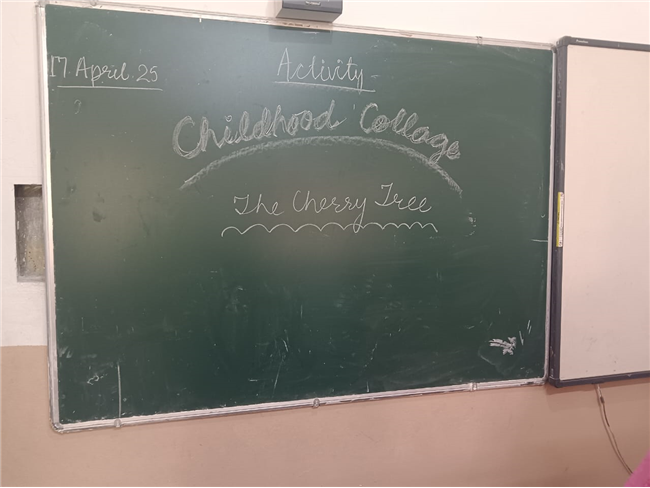 17 April. 25
Activity
Childhood Collage
The Cherry Tree